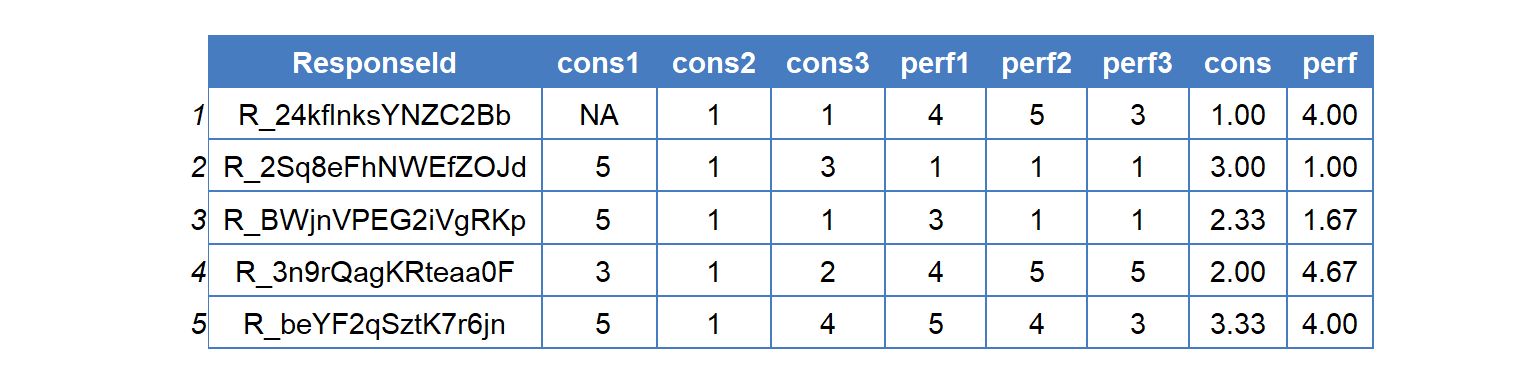 ResponseId cons1 cons2 cons3 perf1 perf2 perf3 cons perf
1 R_24kflnksYNZC2Bb NA 1 1 4 5 3 1.00 4.00
2 R_2Sq8eFhNWEfZOJd 5 1 3 1 1 1 3.00 1.00
3 R_BWjnVPEG2iVgRKp 5 1 1 3 1 1 2.33 1.67
4 R_3n9rQagKRteaa0F 3 1 2 4 5 5 2.00 4.67
5 R_beYF2qSztK7r6jn 5 1 4 5 4 3 3.33 4.00